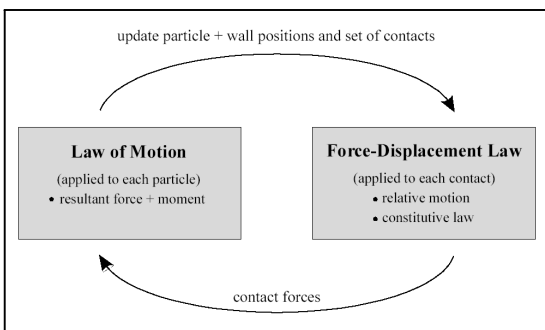 update particle + wall positions and set of contacts
Law of Motion
(applied to each particle)
• resultant force + moment
Force-Displacement Law
(applied to each contact)
• relative motion
• constitutive law
contact forces